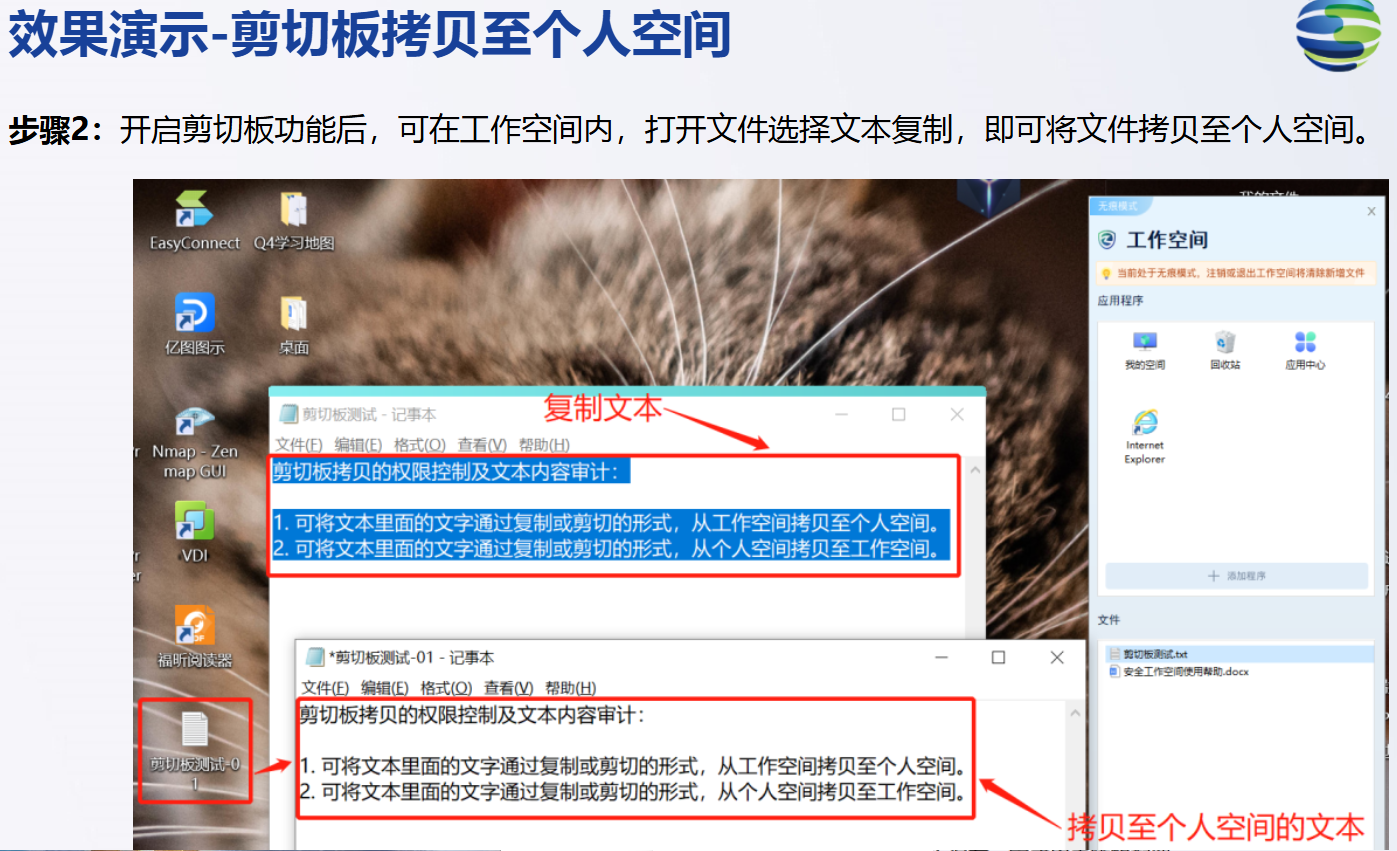 效果演示-剪切板拷贝至个人空间
步骤2：开启剪切板功能后，可在工作空间内，打开文件选择文本复制，即可将文件拷贝至个人空间。
EasyConnect
Q4学习地图
亿图图示
桌面
Nmap - Zen
map GUI
VDI
福昕阅读器
剪切板测试-0
1
剪切板测试 - 记事本
复制文本
文件(F) 编辑(E) 格式(O) 查看(V) 帮助(H)
剪切板拷贝的权限控制及文本内容审计：
1. 可将文本里面的文字通过复制或剪切的形式，从工作空间拷贝至个人空间。
2. 可将文本里面的文字通过复制或剪切的形式，从个人空间拷贝至工作空间。
*剪切板测试-01 - 记事本
文件(F) 编辑(E) 格式(O) 查看(V) 帮助(H)
剪切板拷贝的权限控制及文本内容审计：
1. 可将文本里面的文字通过复制或剪切的形式，从工作空间拷贝至个人空间。
2. 可将文本里面的文字通过复制或剪切的形式，从个人空间拷贝至工作空间。
拷贝至个人空间的文本
无痕模式
工作空间
当前处于无痕模式，注销或退出工作空间将清除新增文件
应用程序
我的空间
回收站
应用中心
Internet
Explorer
添加程序
文件
剪切板测试.txt
安全工作空间使用帮助.docx